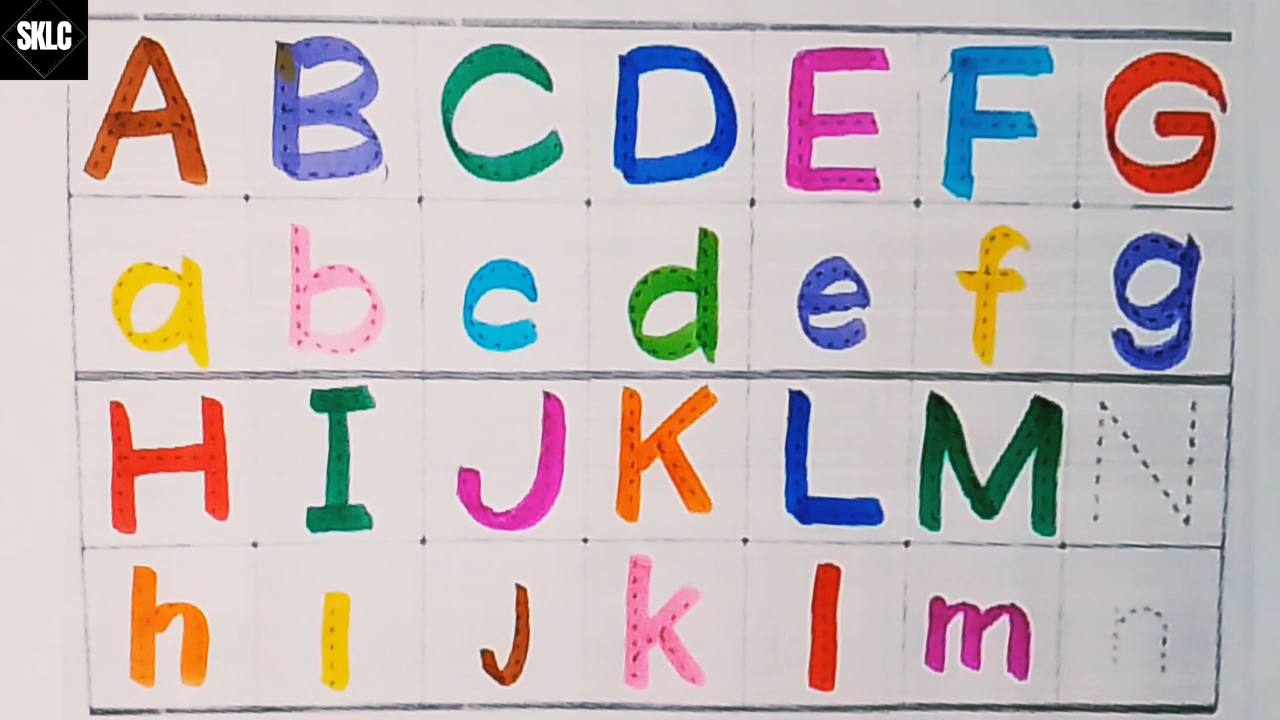 SKLC
A B C D E F G
a b c d e f g
H I J K L M N
h ı ȷ k l m n